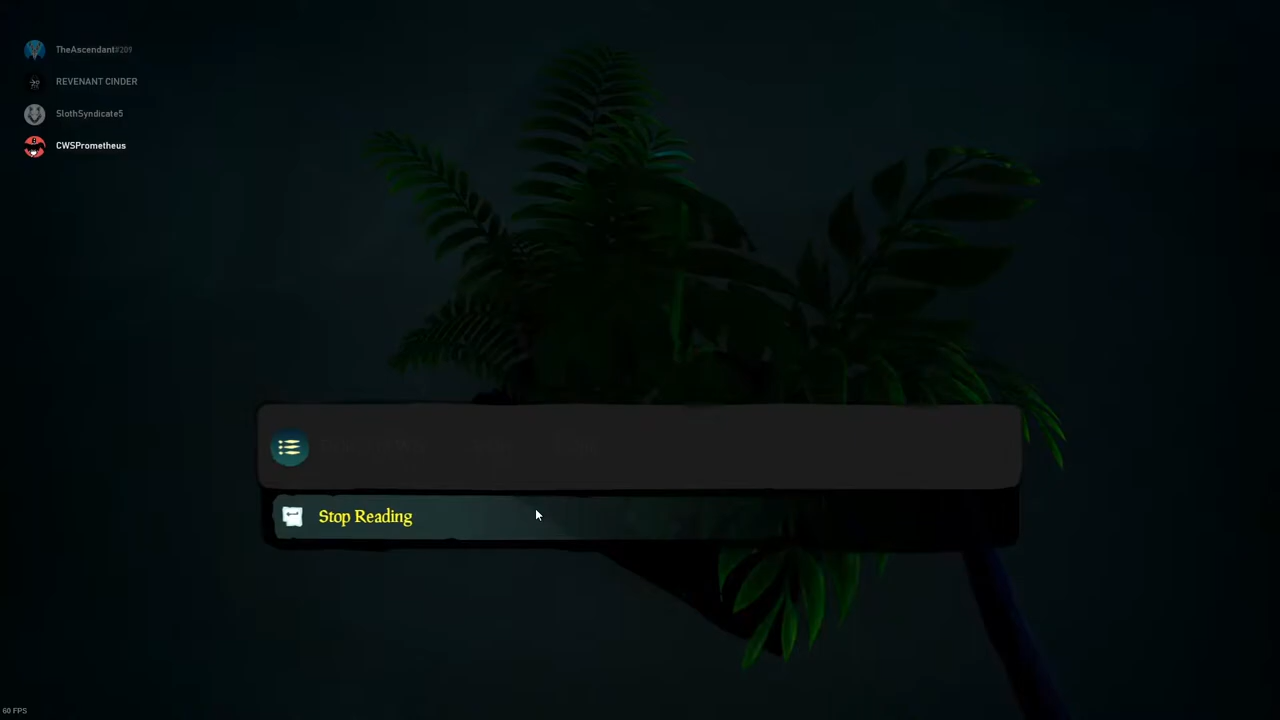 TheAscendant#209
REVENANT CINDER
SlothSyndicate5
CWSPrometheus
Stop Reading
60 FPS